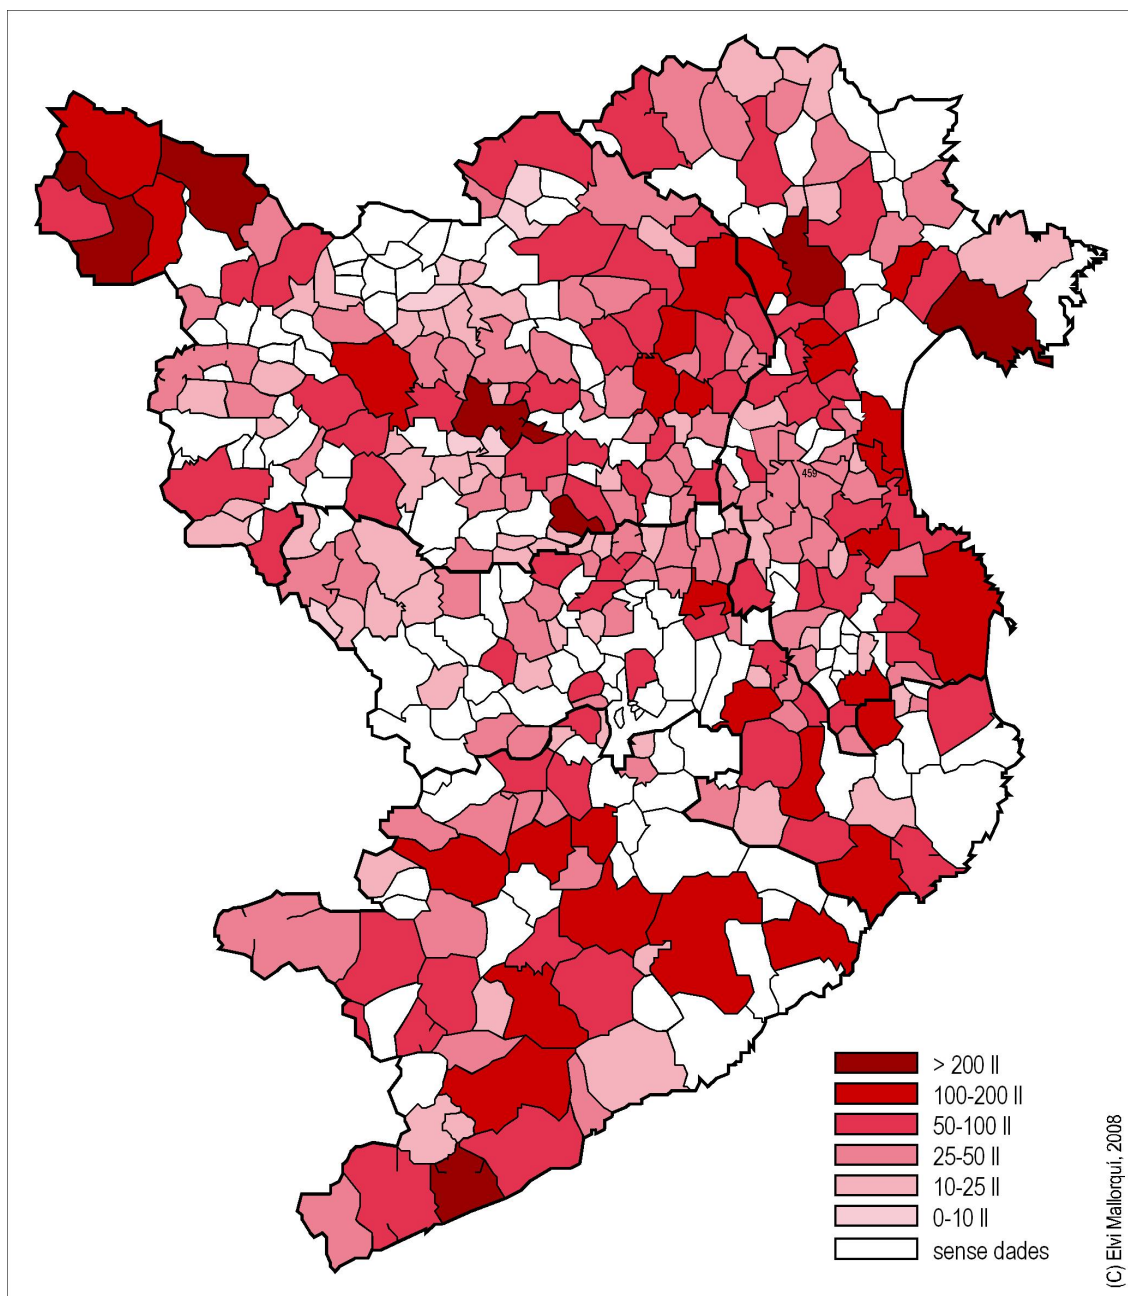 459
> 200 ll
100-200 ll
50-100 ll
25-50 ll
10-25 ll
0-10 ll
sense dades
(C) Elvi Mallorquí, 2008